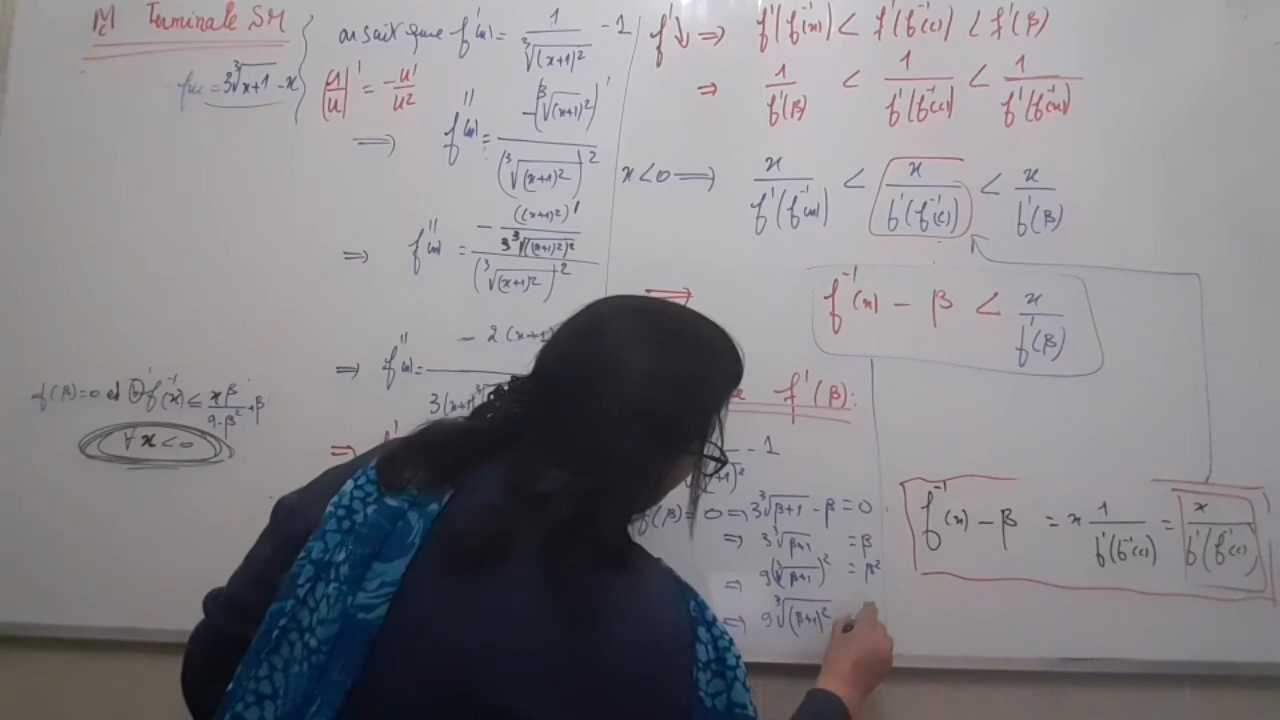 Terminale SM
f(x) = 3∛(x+1) - x
f(β)=0 et f⁻¹(x) ≤ xβ/(9-β²) + β
∀ x < 0
on sait que f'(x) = 1/∛((x+1)²) - 1
(1/u)' = -u'/u²
⟹ f''(x) = -(∛(x+1)²)'/(∛(x+1)²)²
⟹ f''(x) = -((x+1)²)'/(3∛((x+1)²)²)/(∛(x+1)²)²
⟹ f''(x) = - 2(x+1)
3(x+1)
⟹
f'↓ ⟹ f'(f⁻¹(x)) < f'(f⁻¹(c)) < f'(β)
⟹ 1/f'(β) < 1/f'(f⁻¹(c)) < 1/f'(f⁻¹(x))
x < 0 ⟹ x/f'(f⁻¹(x)) < x/f'(f⁻¹(c)) < x/f'(β)
⟹ f⁻¹(x) - β < x/f'(β)
f'(β):
- 1
f(β) = 0 ⟹ 3∛(β+1) - β = 0
⟹ 3∛(β+1) = β
⟹ 9(∛(β+1))² = β²
⟹ 9∛(β+1)²
f⁻¹(x) - β = x 1/f'(f⁻¹(c)) = x/f'(f⁻¹(c))